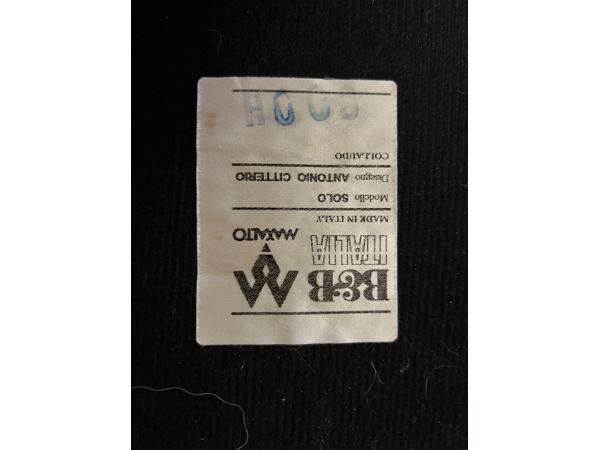 B&B
ITALIA
MAXALTO
MADE IN ITALY
Modello SOLO
Disegno ANTONIO CITTERIO
COLLAUDO